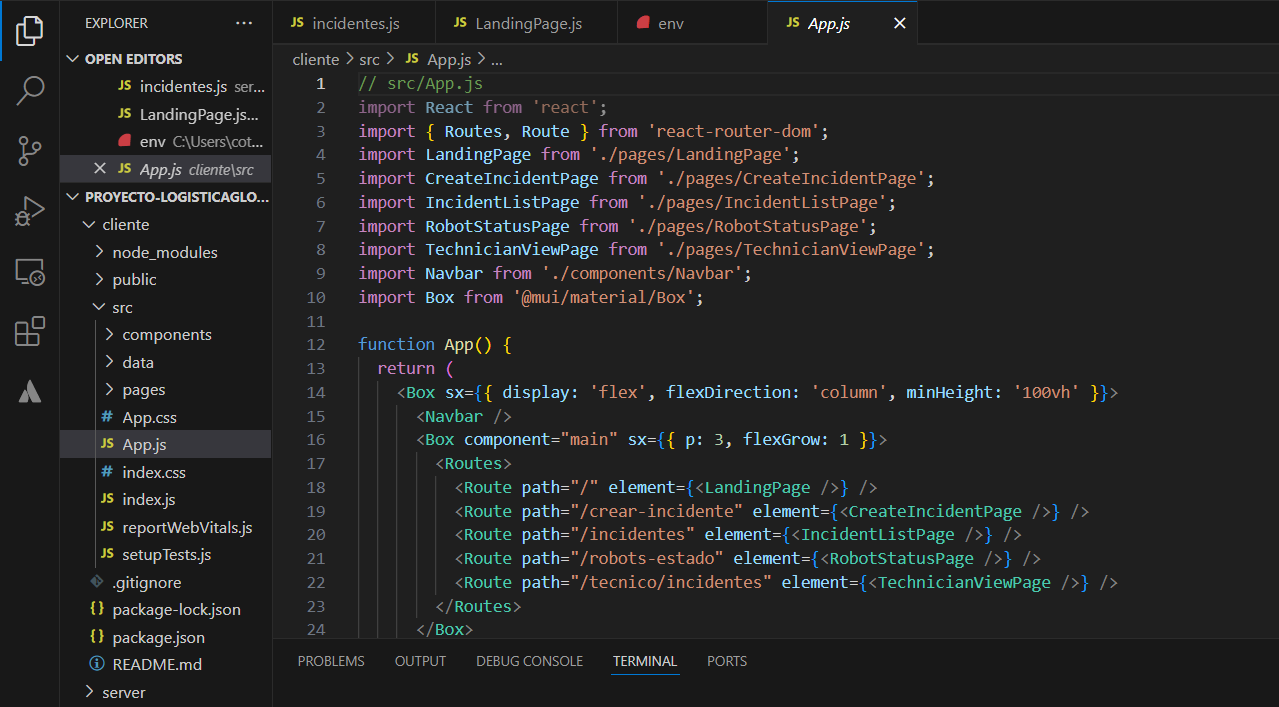 EXPLORER ...
OPEN EDITORS
JS incidentes.js ser...
JS LandingPage.js...
env C:\Users\cot...
JS App.js cliente\src
PROYECTO-LOGISTICAGLO...
cliente
node_modules
public
src
components
data
pages
# App.css
JS App.js
# index.css
JS index.js
JS reportWebVitals.js
JS setupTests.js
.gitignore
{} package-lock.json
{} package.json
README.md
server
JS incidentes.js JS LandingPage.js env JS App.js
cliente > src > JS App.js > ...
1 // src/App.js
2 import React from 'react';
3 import { Routes, Route } from 'react-router-dom';
4 import LandingPage from './pages/LandingPage';
5 import CreateIncidentPage from './pages/CreateIncidentPage';
6 import IncidentListPage from './pages/IncidentListPage';
7 import RobotStatusPage from './pages/RobotStatusPage';
8 import TechnicianViewPage from './pages/TechnicianViewPage';
9 import Navbar from './components/Navbar';
10 import Box from '@mui/material/Box';
11
12 function App() {
13 return (
14 <Box sx={{ display: 'flex', flexDirection: 'column', minHeight: '100vh' }}>
15 <Navbar />
16 <Box component="main" sx={{ p: 3, flexGrow: 1 }}>
17 <Routes>
18 <Route path="/" element={<LandingPage />} />
19 <Route path="/crear-incidente" element={<CreateIncidentPage />} />
20 <Route path="/incidentes" element={<IncidentListPage />} />
21 <Route path="/robots-estado" element={<RobotStatusPage />} />
22 <Route path="/tecnico/incidentes" element={<TechnicianViewPage />} />
23 </Routes>
24 </Box>
PROBLEMS OUTPUT DEBUG CONSOLE TERMINAL PORTS